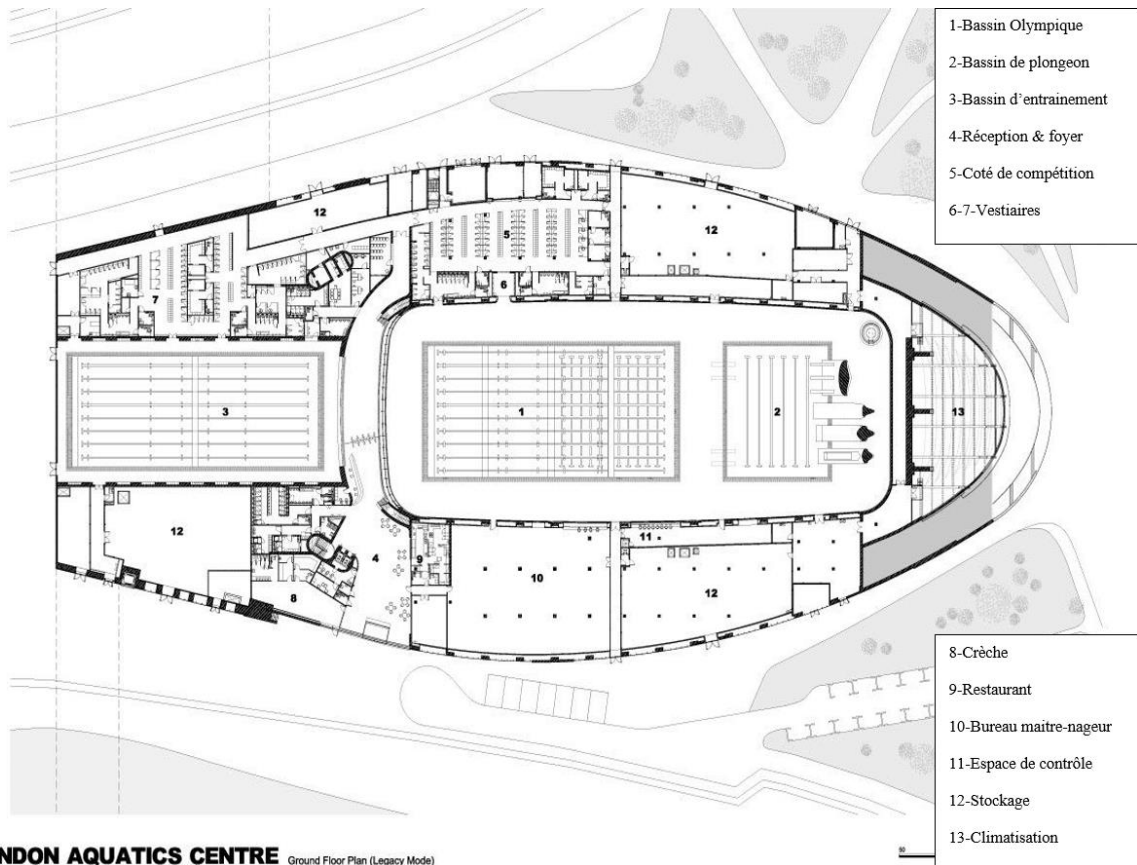 1-Bassin Olympique
2-Bassin de plongeon
3-Bassin d’entrainement
4-Réception & foyer
5-Coté de compétition
6-7-Vestiaires
12
5
12
6
7
3
1
2
13
12
4
9
11
10
12
8
8-Crèche
9-Restaurant
10-Bureau maitre-nageur
11-Espace de contrôle
12-Stockage
13-Climatisation
NDON AQUATICS CENTRE Ground Floor Plan (Legacy Mode)
50